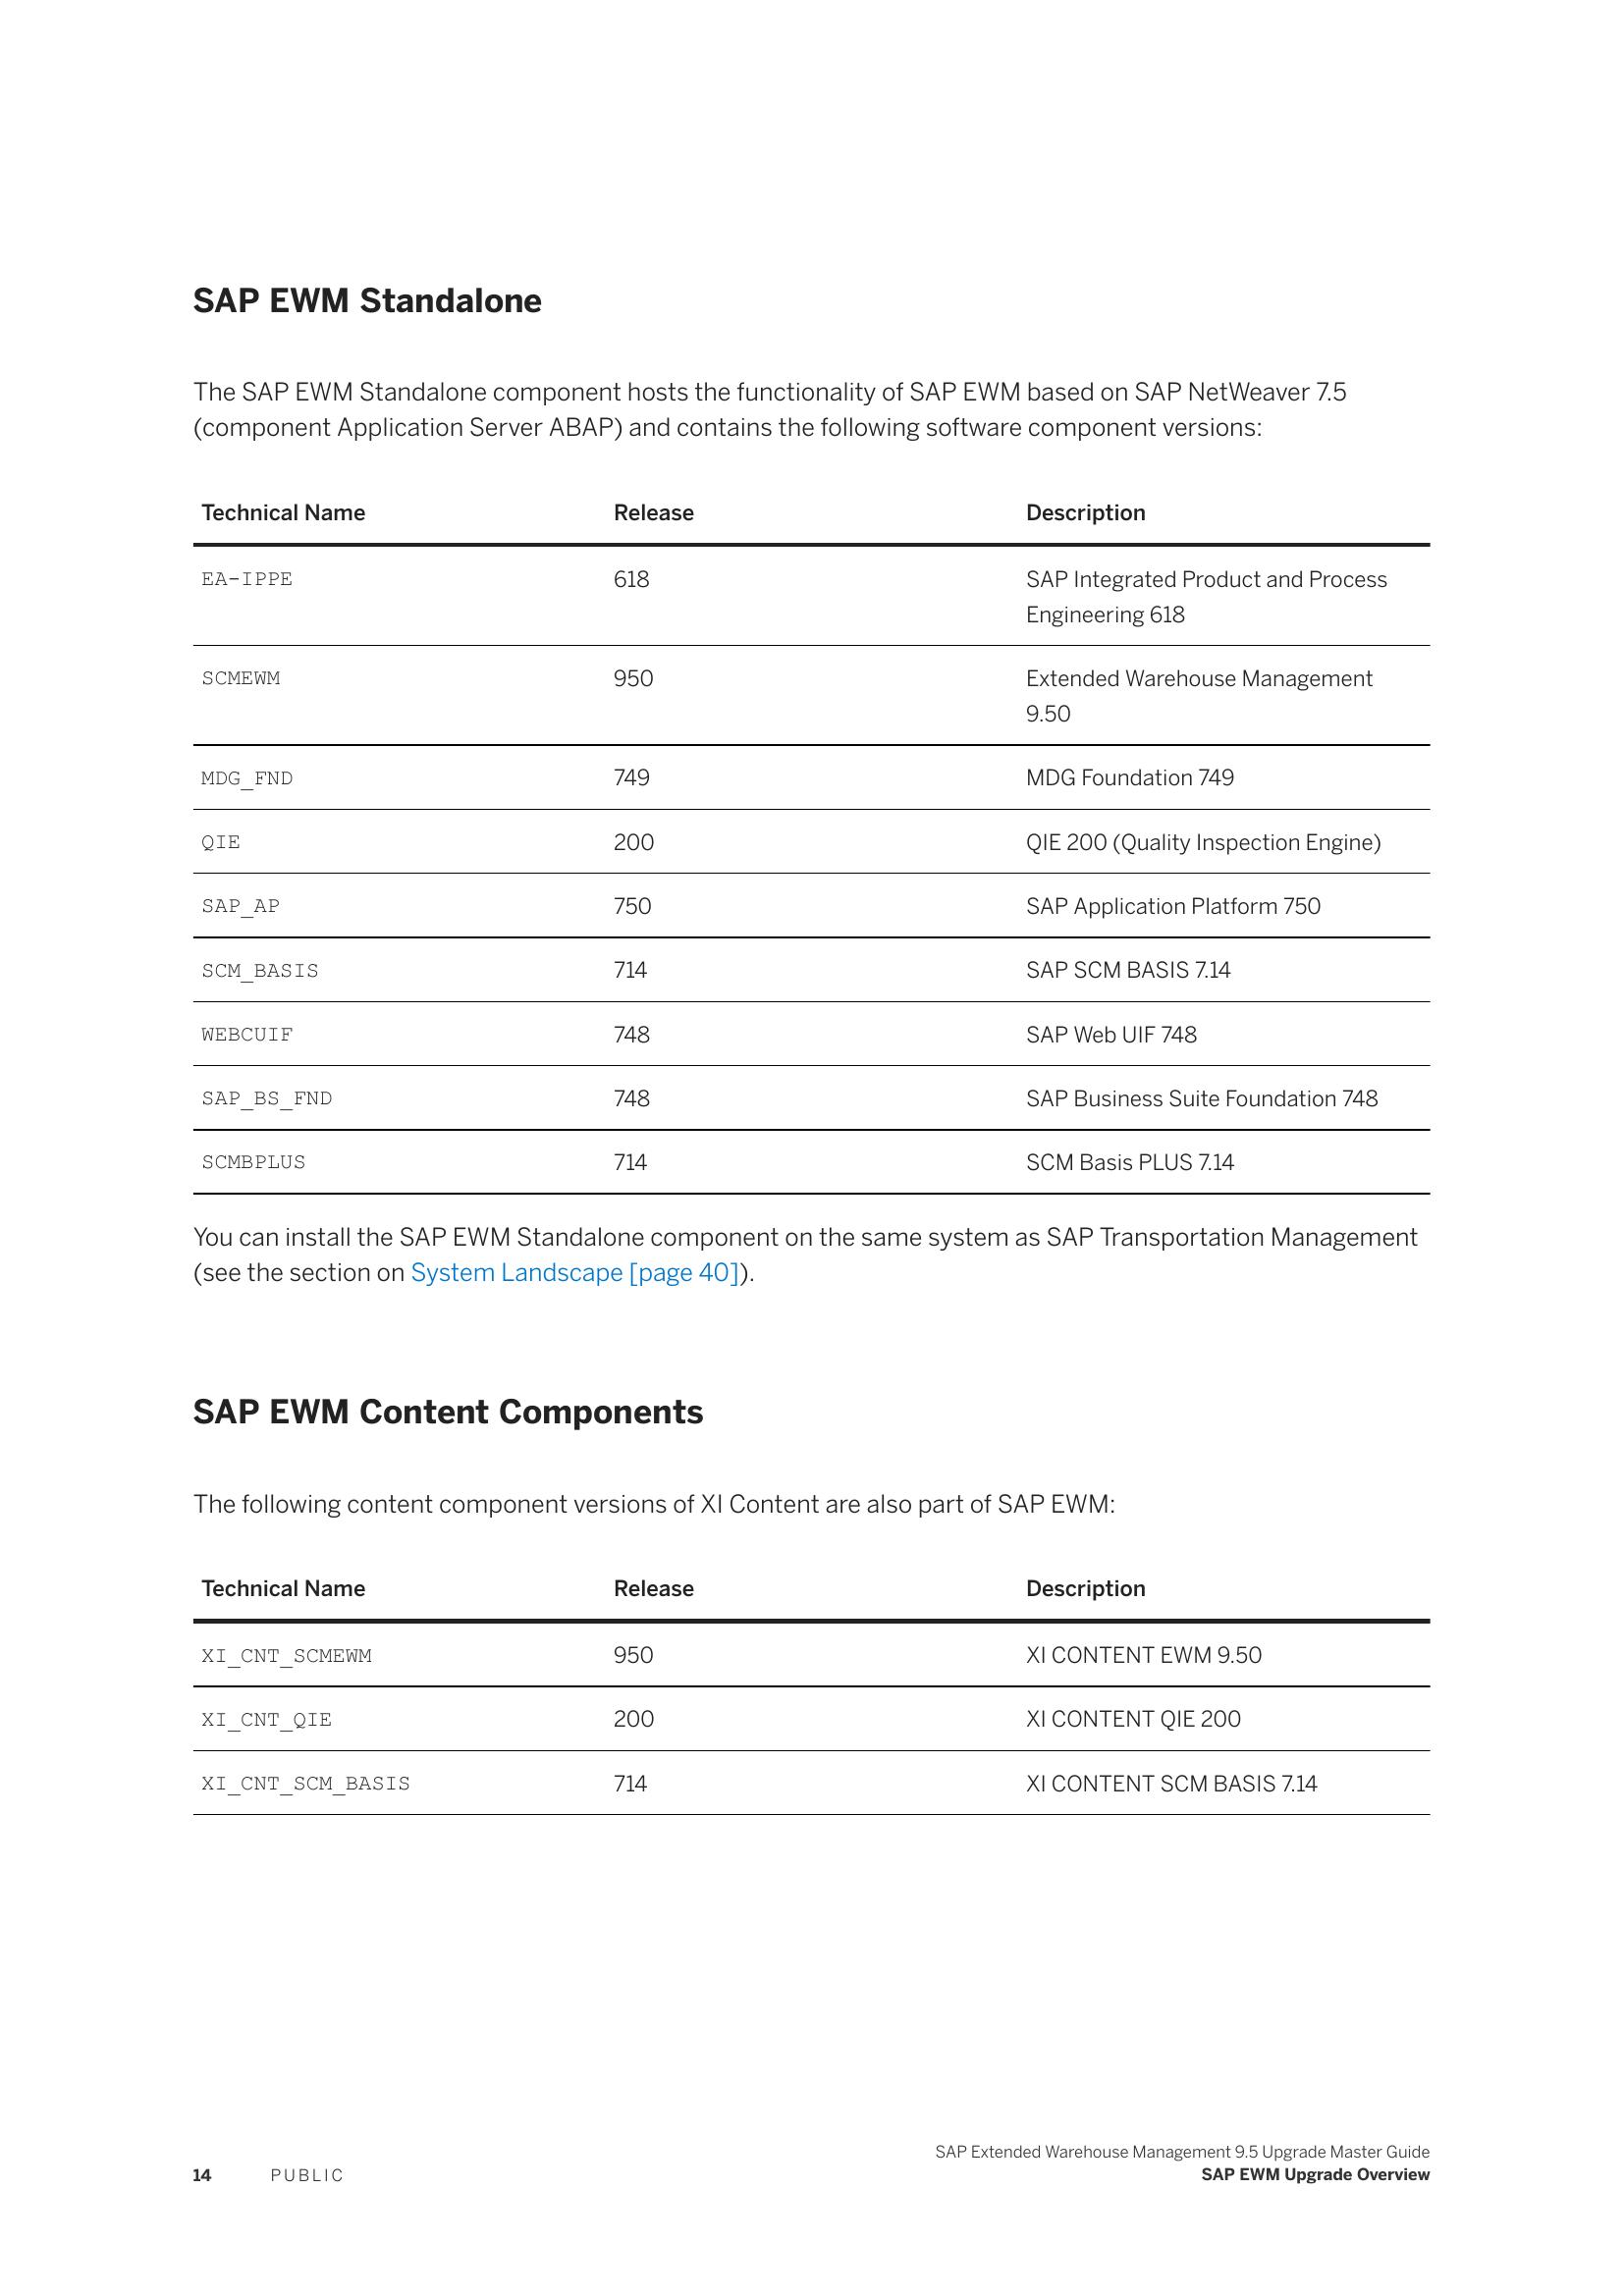 SAP EWM Standalone
The SAP EWM Standalone component hosts the functionality of SAP EWM based on SAP NetWeaver 7.5
(component Application Server ABAP) and contains the following software component versions:
Technical Name Release Description
EA-IPPE 618 SAP Integrated Product and Process
Engineering 618
SCMEWM 950 Extended Warehouse Management
9.50
MDG_FND 749 MDG Foundation 749
QIE 200 QIE 200 (Quality Inspection Engine)
SAP_AP 750 SAP Application Platform 750
SCM_BASIS 714 SAP SCM BASIS 7.14
WEBCUIF 748 SAP Web UIF 748
SAP_BS_FND 748 SAP Business Suite Foundation 748
SCMBPLUS 714 SCM Basis PLUS 7.14
You can install the SAP EWM Standalone component on the same system as SAP Transportation Management
(see the section on System Landscape [page 40]).
SAP EWM Content Components
The following content component versions of XI Content are also part of SAP EWM:
Technical Name Release Description
XI_CNT_SCMEWM 950 XI CONTENT EWM 9.50
XI_CNT_QIE 200 XI CONTENT QIE 200
XI_CNT_SCM_BASIS 714 XI CONTENT SCM BASIS 7.14
SAP Extended Warehouse Management 9.5 Upgrade Master Guide
14 PUBLIC SAP EWM Upgrade Overview